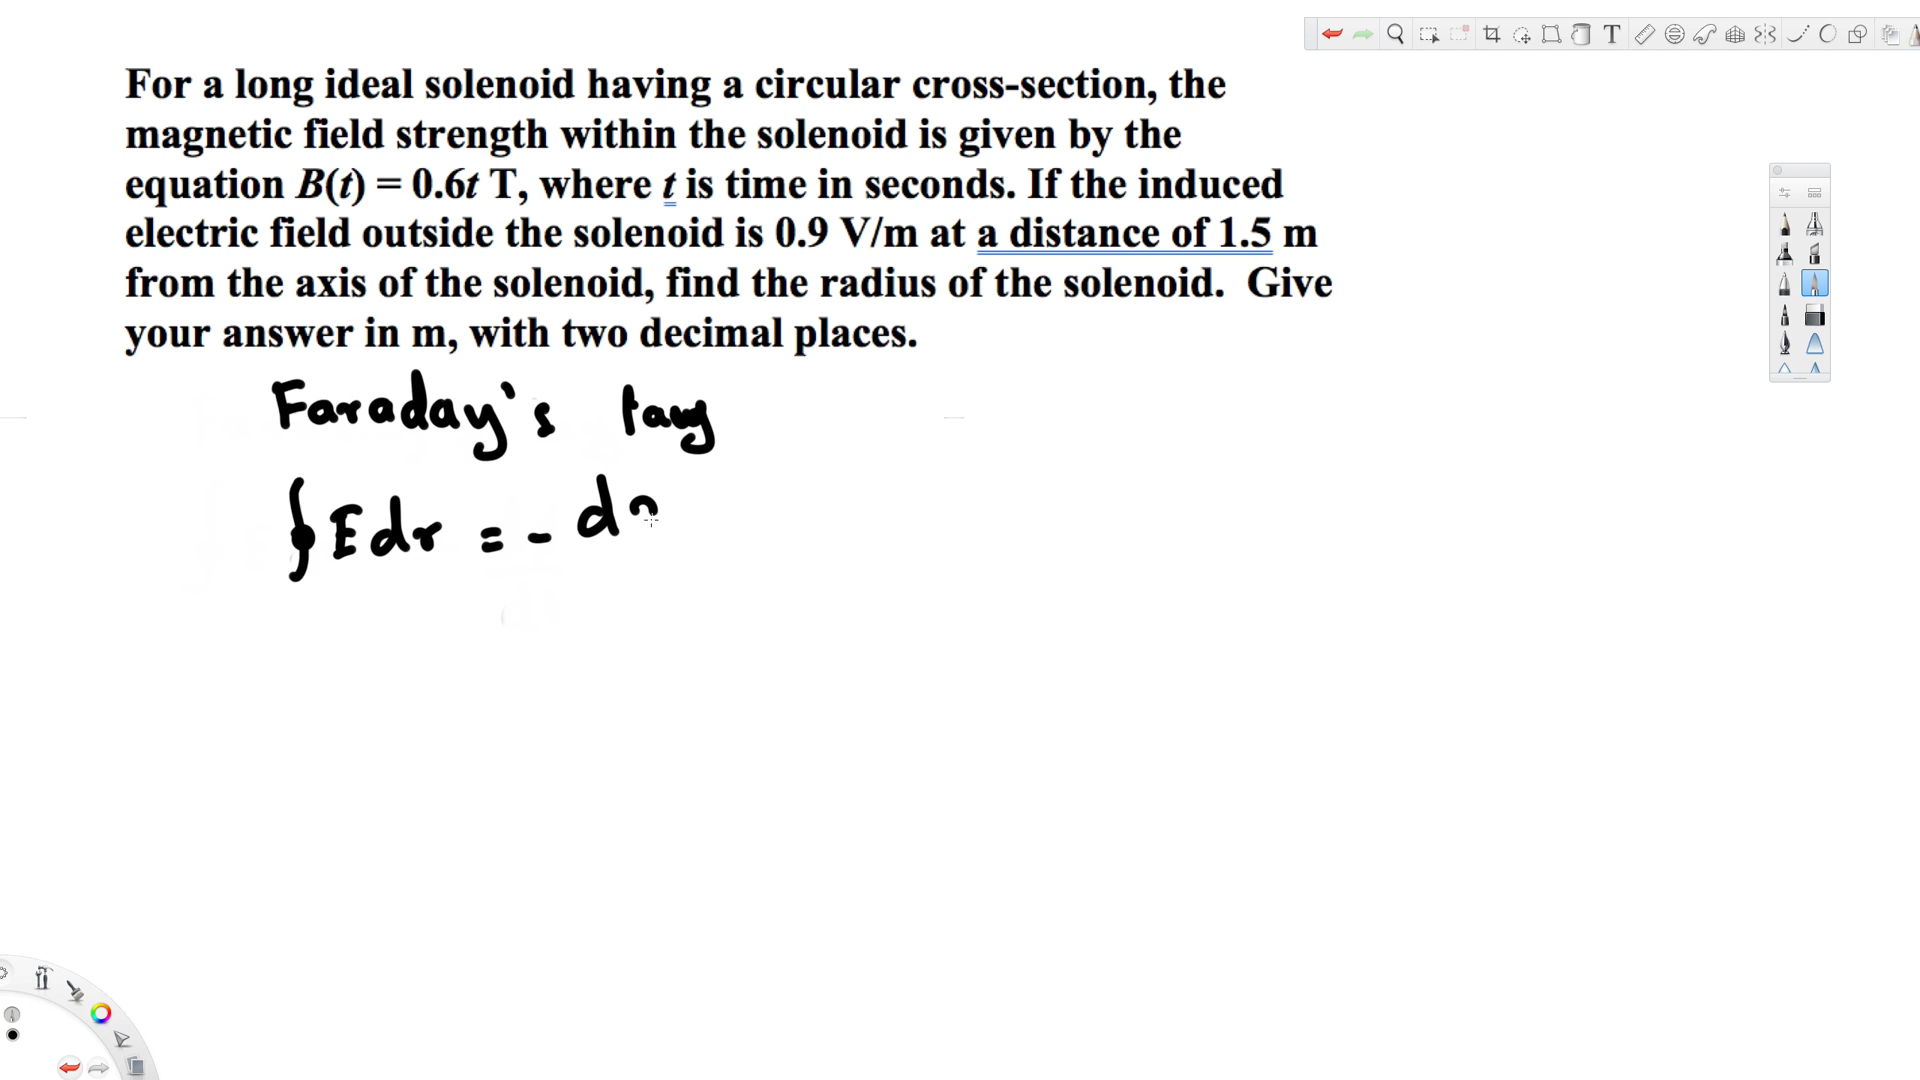 For a long ideal solenoid having a circular cross-section, the
magnetic field strength within the solenoid is given by the
equation B(t) = 0.6t T, where t is time in seconds. If the induced
electric field outside the solenoid is 0.9 V/m at a distance of 1.5 m
from the axis of the solenoid, find the radius of the solenoid.  Give
your answer in m, with two decimal places.
Faraday's
∮ E dr = - d